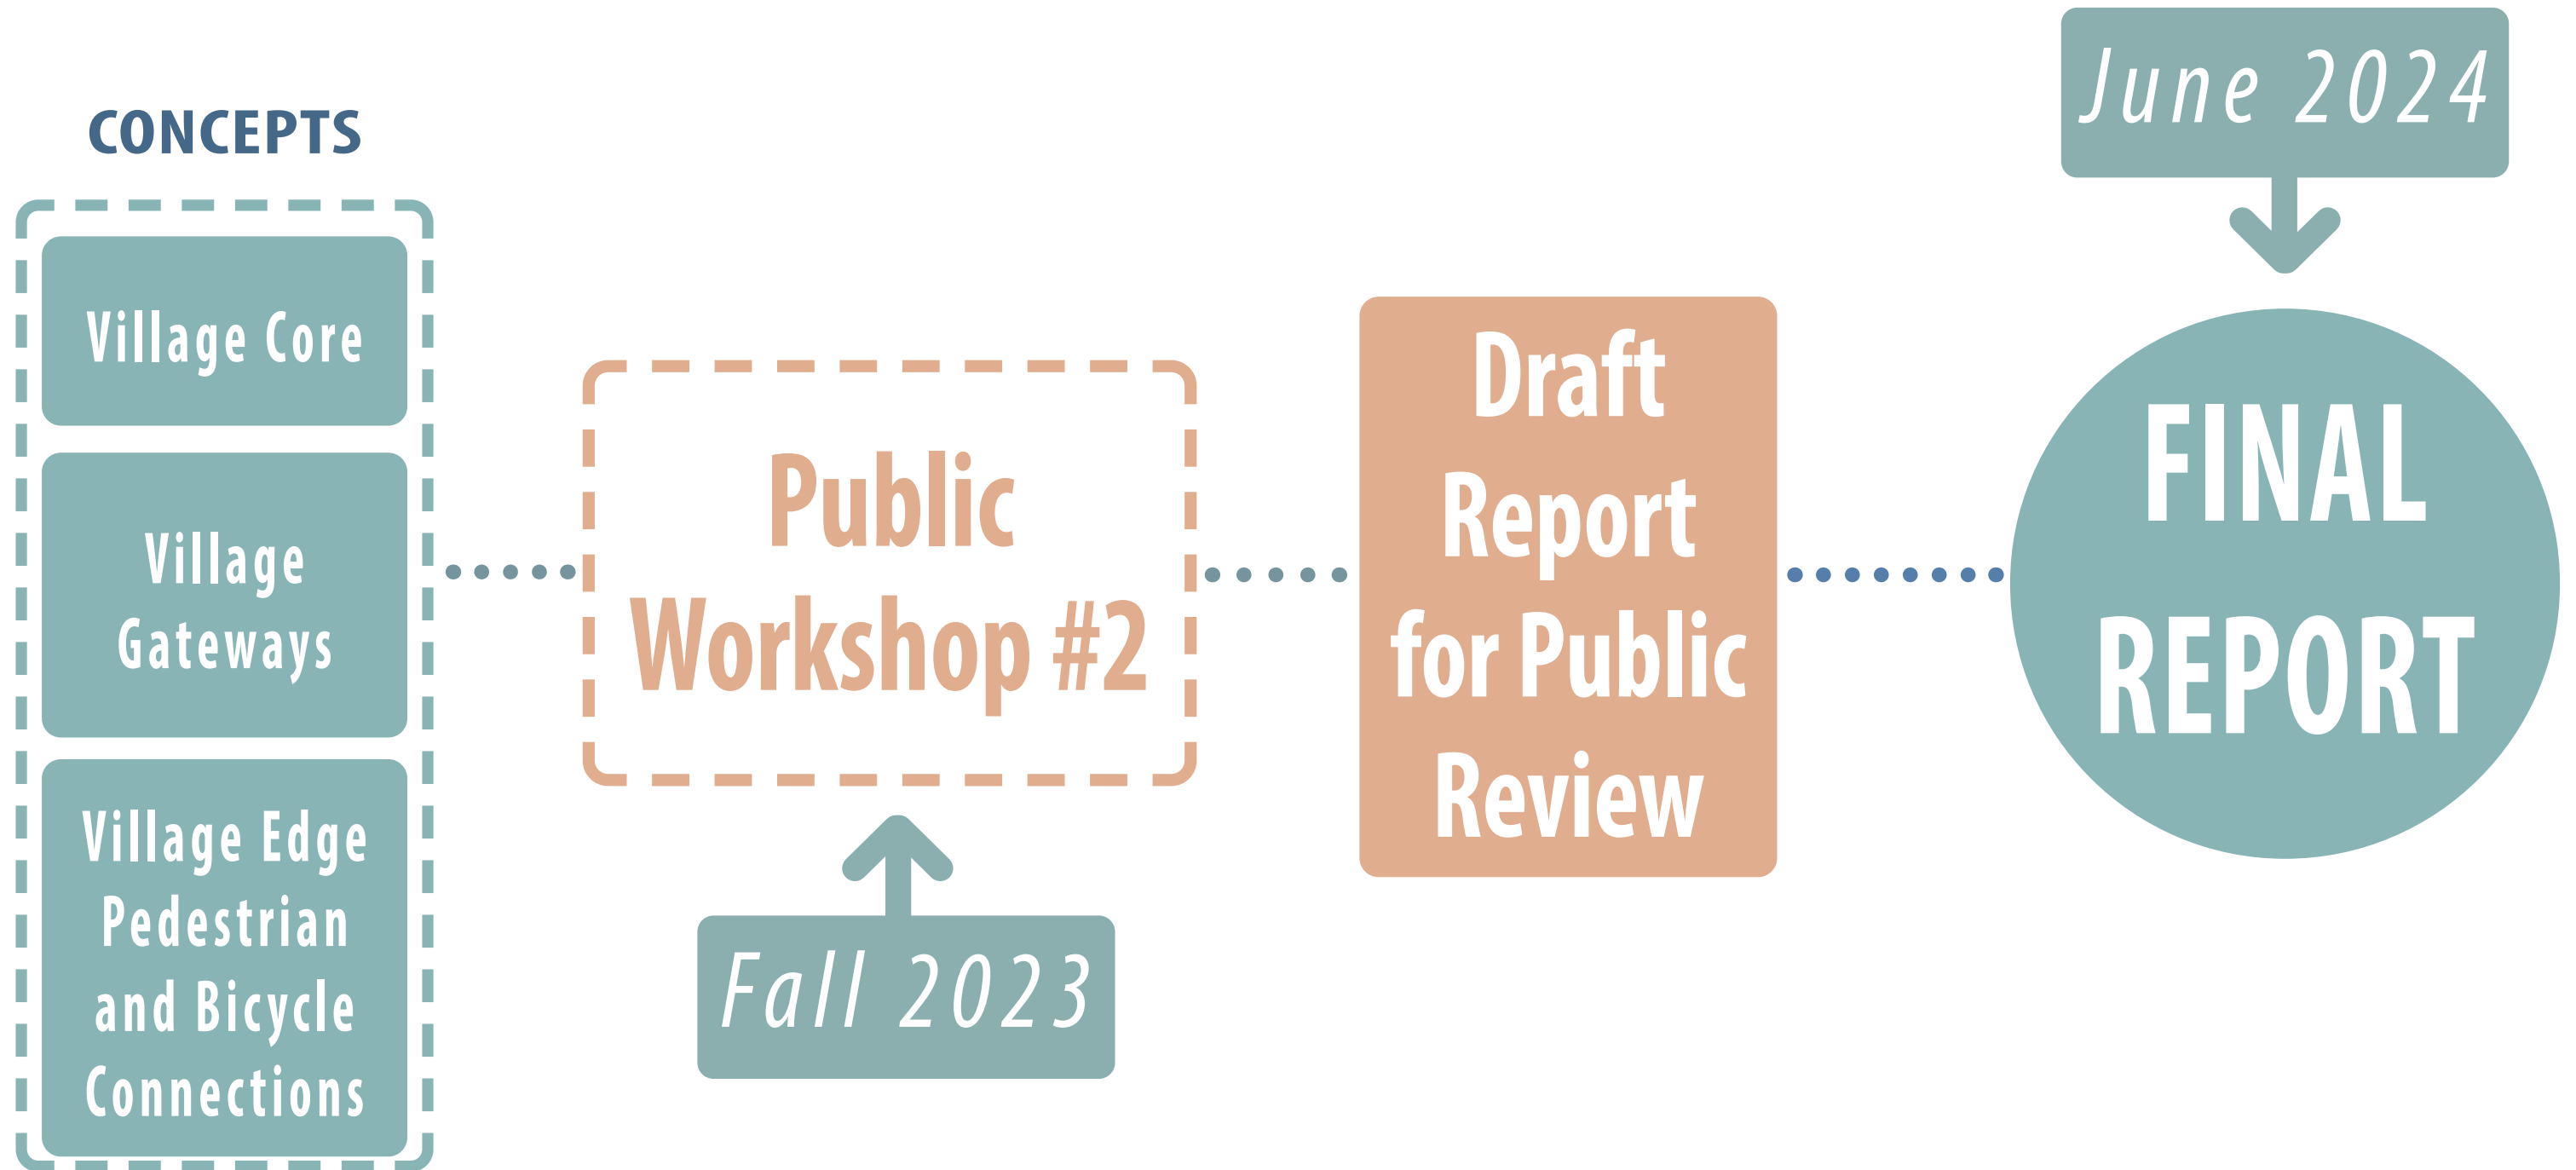 CONCEPTS
Village Core
Village
Gateways
Village Edge
Pedestrian
and Bicycle
Connections
Public
Workshop #2
Fall 2023
Draft
Report
for Public
Review
June 2024
FINAL
REPORT